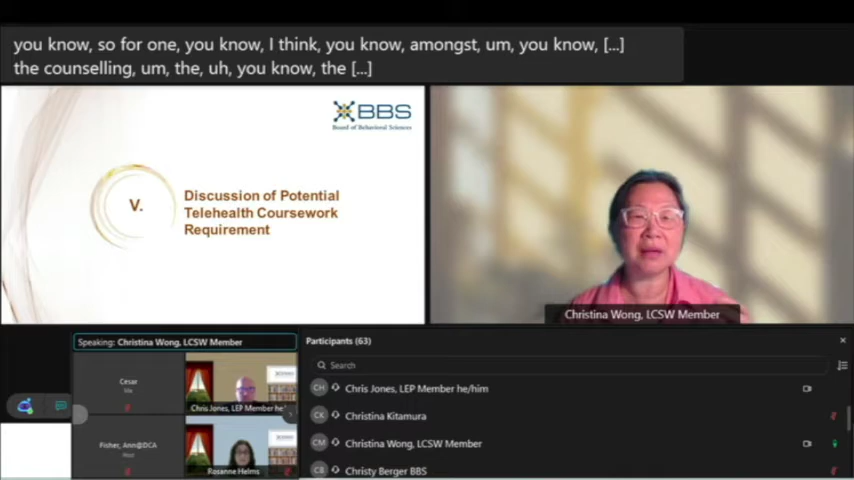 you know, so for one, you know, I think, you know, amongst, um, you know, [...]
the counselling, um, the, uh, you know, the [...]
BBS
Board of Behavioral Sciences
V.
Discussion of Potential
Telehealth Coursework
Requirement
Christina Wong, LCSW Member
Speaking: Christina Wong, LCSW Member
Cesar
Chris Jones, LEP Member he/
Fisher, Ann@DCA
Host
Rosanne Helms
Participants (63)
Search
CH Chris Jones, LEP Member he/him
CK Christina Kitamura
CM Christina Wong, LCSW Member
CB Christy Berger BBS